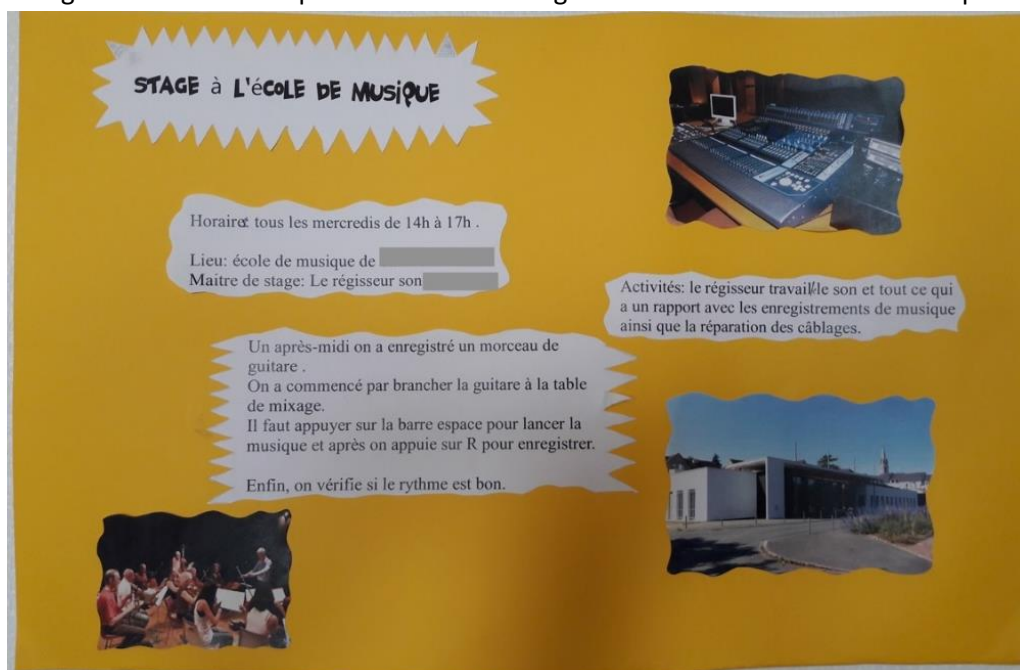 STAGE à L'éCOLE DE MUSiQUE
Horaire: tous les mercredis de 14h à 17h .
Lieu: école de musique de
Maitre de stage: Le régisseur son
Activités: le régisseur travail le son et tout ce qui
a un rapport avec les enregistrements de musique
ainsi que la réparation des câblages.
Un après-midi on a enregistré un morceau de
guitare .
On a commencé par brancher la guitare à la table
de mixage.
Il faut appuyer sur la barre espace pour lancer la
musique et après on appuie sur R pour enregistrer.
Enfin, on vérifie si le rythme est bon.